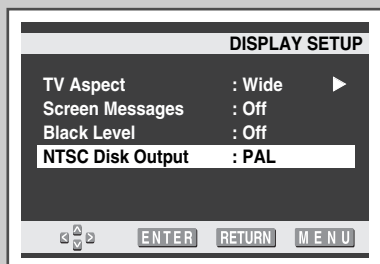 DISPLAY SETUP
TV Aspect : Wide
Screen Messages : Off
Black Level : Off
NTSC Disk Output : PAL
ENTER RETURN MENU